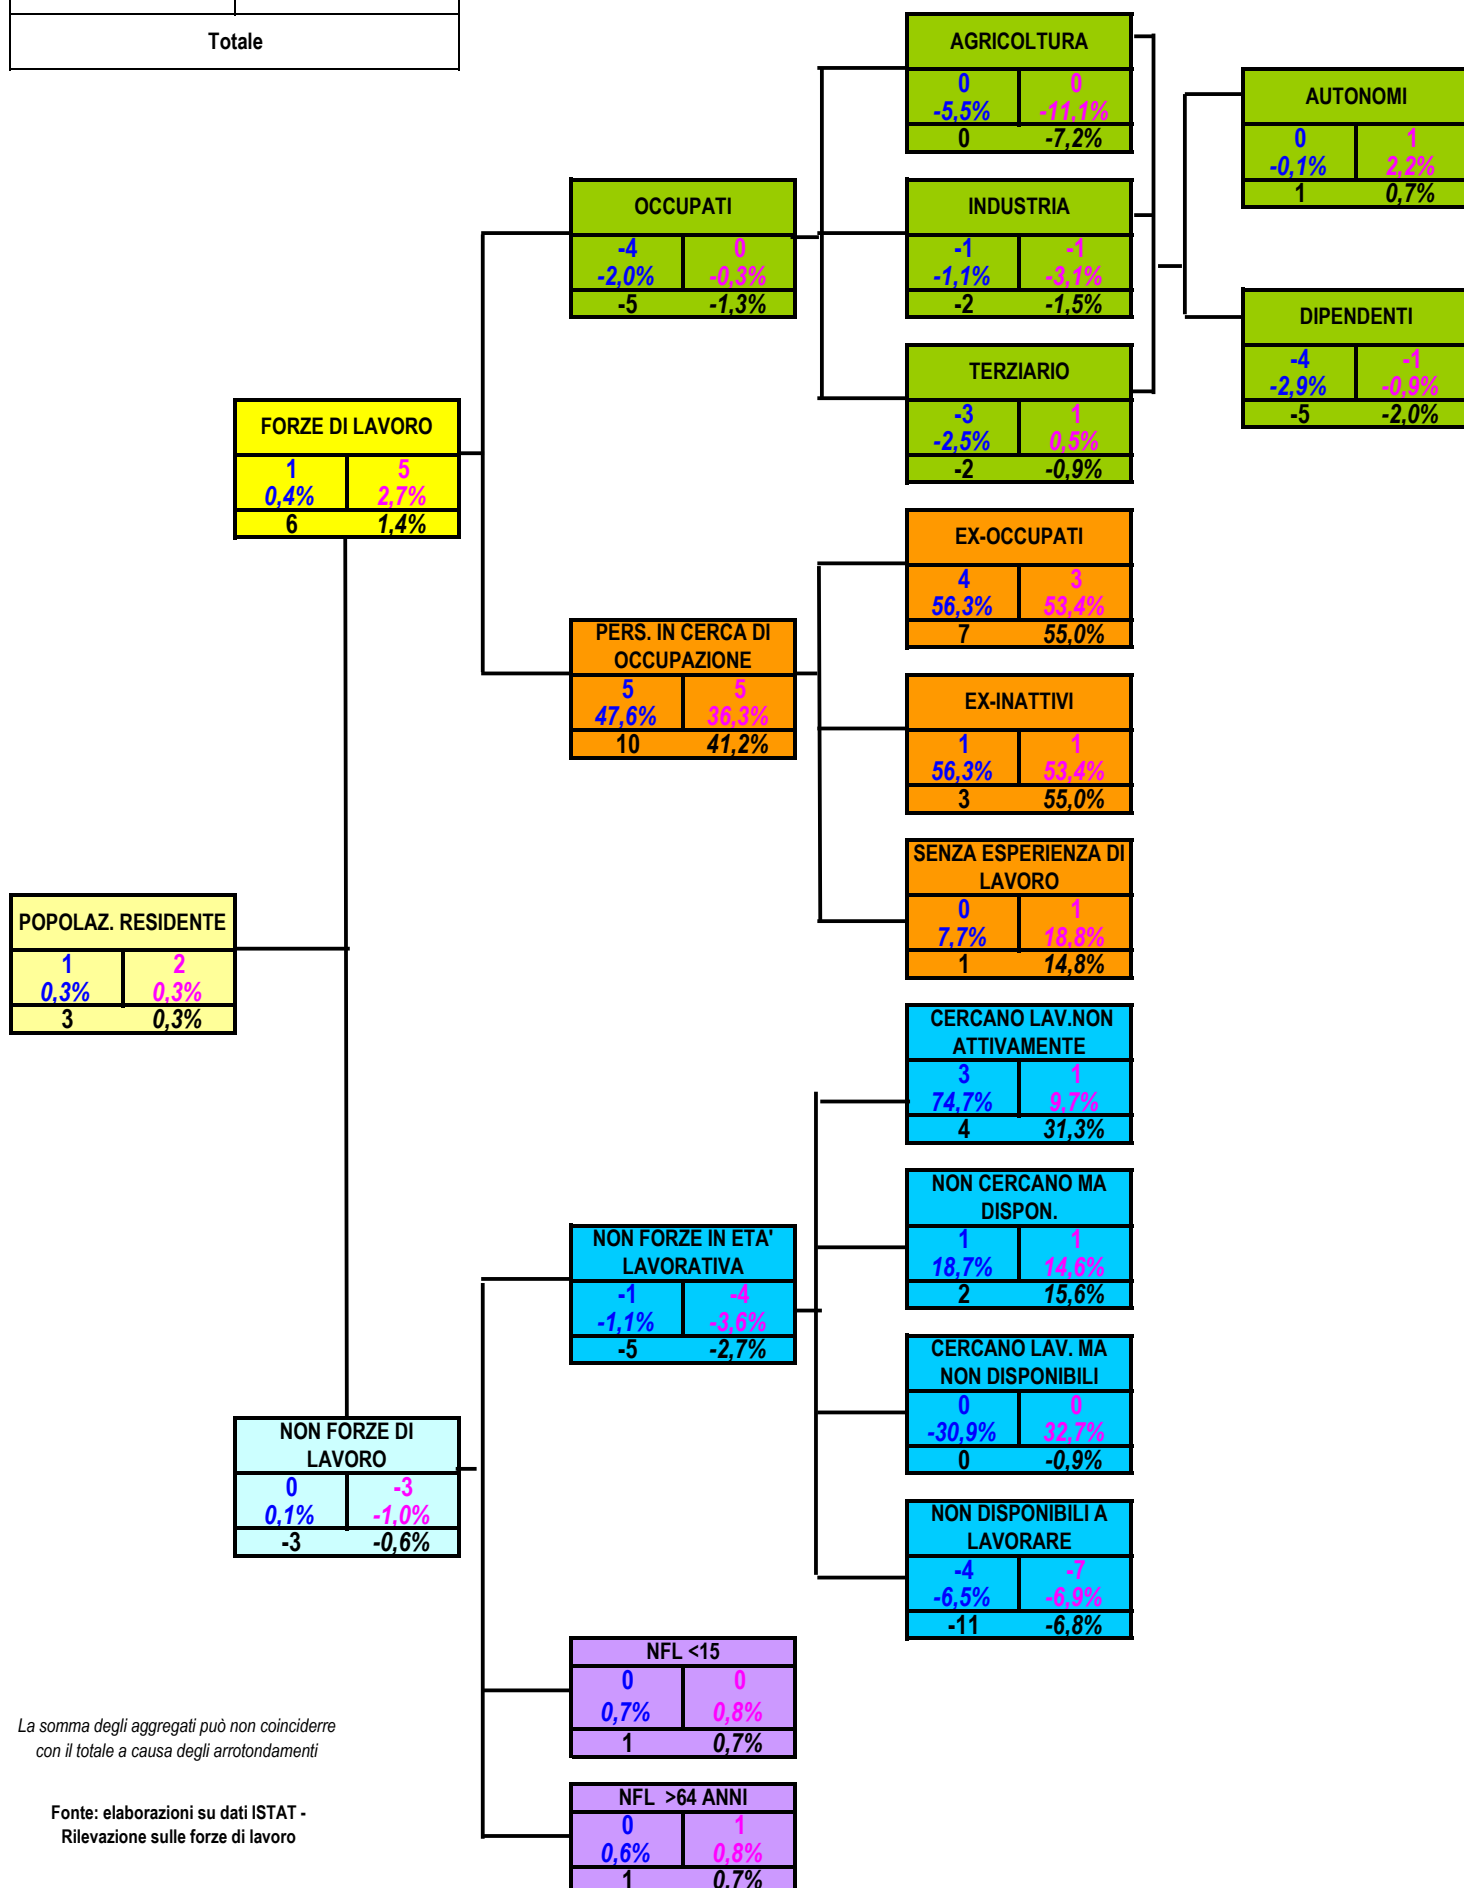 Totale
AGRICOLTURA
0 0
-5,5% -11,1%
0 -7,2%
AUTONOMI
0 1
-0,1% 2,2%
1 0,7%
OCCUPATI
-4 0
-2,0% -0,3%
-5 -1,3%
INDUSTRIA
-1 -1
-1,1% -3,1%
-2 -1,5%
DIPENDENTI
-4 -1
-2,9% -0,9%
-5 -2,0%
TERZIARIO
-3 1
-2,5% 0,5%
-2 -0,9%
FORZE DI LAVORO
1 5
0,4% 2,7%
6 1,4%
EX-OCCUPATI
4 3
56,3% 53,4%
7 55,0%
PERS. IN CERCA DI
OCCUPAZIONE
5 5
47,6% 36,3%
10 41,2%
EX-INATTIVI
1 1
56,3% 53,4%
3 55,0%
SENZA ESPERIENZA DI
LAVORO
0 1
7,7% 18,8%
1 14,8%
POPOLAZ. RESIDENTE
1 2
0,3% 0,3%
3 0,3%
CERCANO LAV.NON
ATTIVAMENTE
3 1
74,7% 9,7%
4 31,3%
NON CERCANO MA
DISPON.
1 1
18,7% 14,6%
2 15,6%
NON FORZE IN ETA'
LAVORATIVA
-1 -4
-1,1% -3,6%
-5 -2,7%
CERCANO LAV. MA
NON DISPONIBILI
0 0
-30,9% 32,7%
0 -0,9%
NON FORZE DI
LAVORO
0 -3
0,1% -1,0%
-3 -0,6%
NON DISPONIBILI A
LAVORARE
-4 -7
-6,5% -6,9%
-11 -6,8%
NFL <15
0 0
0,7% 0,8%
1 0,7%
La somma degli aggregati può non coinciderre
con il totale a causa degli arrotondamenti
NFL >64 ANNI
0 1
0,6% 0,8%
1 0,7%
Fonte: elaborazioni su dati ISTAT -
Rilevazione sulle forze di lavoro